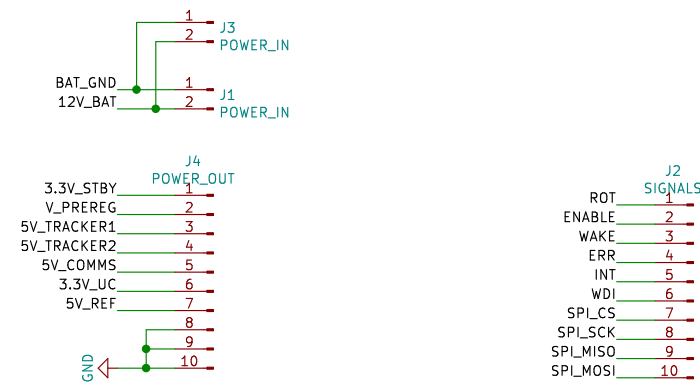 1
J3
2
POWER_IN
BAT_GND
1
J1
12V_BAT
2
POWER_IN
J4
POWER_OUT
3.3V_STBY
1
V_PREREG
2
5V_TRACKER1
3
5V_TRACKER2
4
5V_COMMS
5
3.3V_UC
6
5V_REF
7
8
9
10
GND
J2
SIGNALS
ROT
1
ENABLE
2
WAKE
3
ERR
4
INT
5
WDI
6
SPI_CS
7
SPI_SCK
8
SPI_MISO
9
SPI_MOSI
10